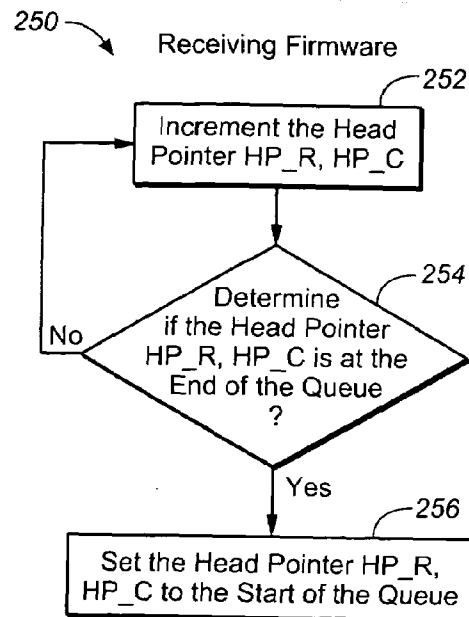 250
Receiving Firmware
252
Increment the Head
Pointer HP_R, HP_C
254
Determine
if the Head Pointer
HP_R, HP_C is at the
End of the Queue
?
No
Yes
256
Set the Head Pointer HP_R,
HP_C to the Start of the Queue